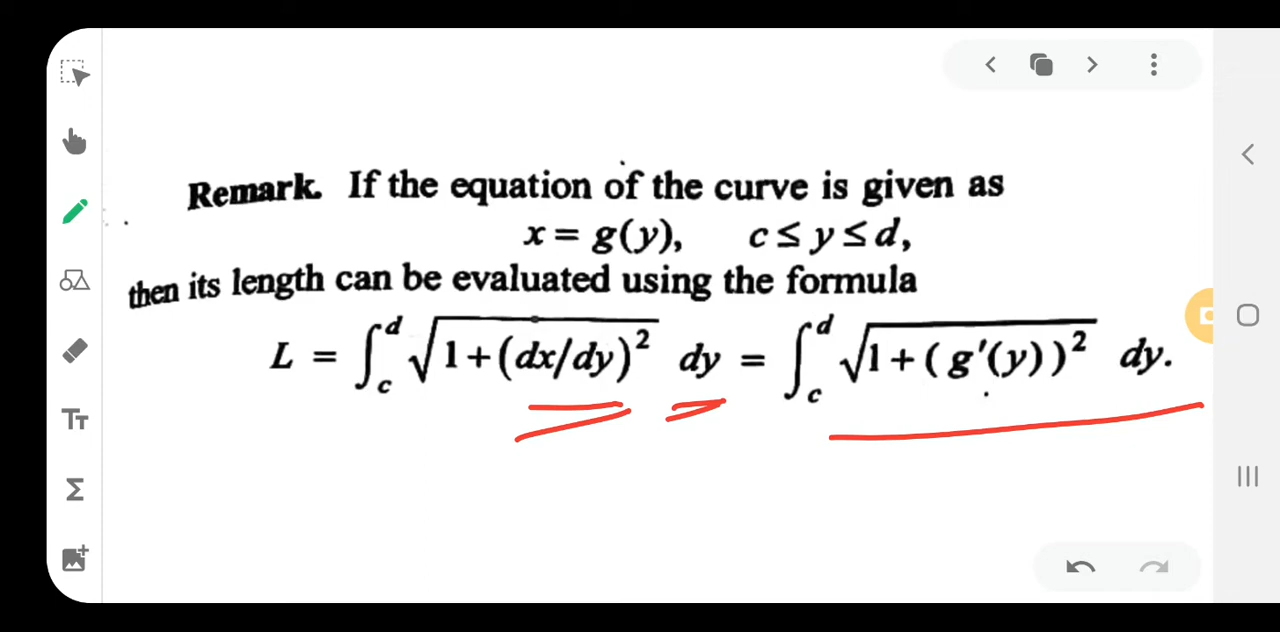 Remark. If the equation of the curve is given as
x = g(y), c ≤ y ≤ d,
then its length can be evaluated using the formula
L = ∫_c^d √1+(dx/dy)² dy = ∫_c^d √1+(g'(y))² dy.
Tт
Σ